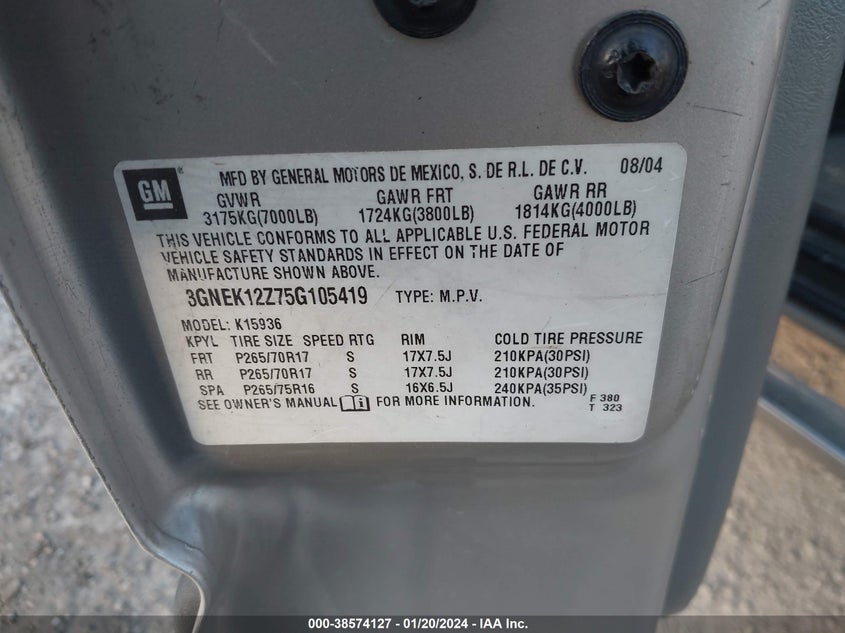 GM
MFD BY GENERAL MOTORS DE MEXICO, S. DE R.L. DE C.V. 08/04
GVWR GAWR FRT GAWR RR
3175KG(7000LB) 1724KG(3800LB) 1814KG(4000LB)
THIS VEHICLE CONFORMS TO ALL APPLICABLE U.S. FEDERAL MOTOR
VEHICLE SAFETY STANDARDS IN EFFECT ON THE DATE OF
MANUFACTURE SHOWN ABOVE.
3GNEK12Z75G105419 TYPE: M.P.V.
MODEL: K15936
KPYL TIRE SIZE SPEED RTG RIM COLD TIRE PRESSURE
FRT P265/70R17 S 17X7.5J 210KPA(30PSI)
RR P265/70R17 S 17X7.5J 210KPA(30PSI)
SPA P265/75R16 S 16X6.5J 240KPA(35PSI)
SEE OWNER'S MANUAL FOR MORE INFORMATION.
F 380
T 323
000-38574127 - 01/20/2024 - IAA Inc.